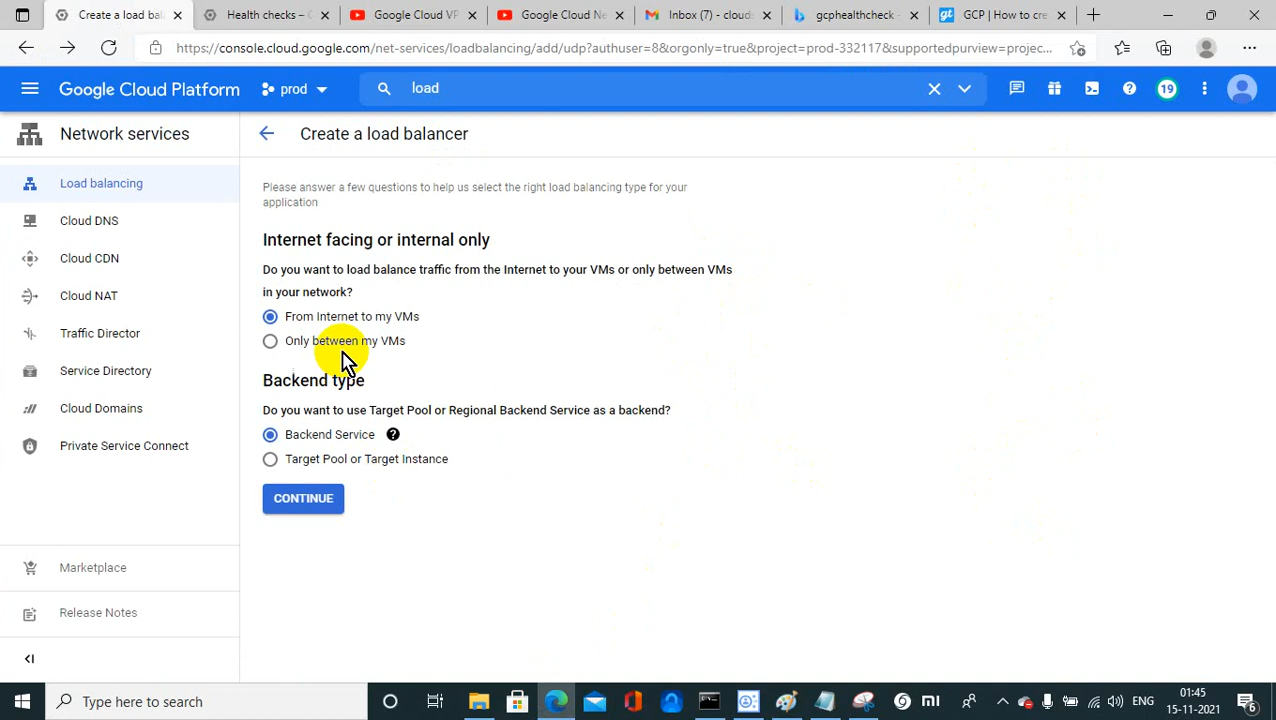 Create a load bala
Health checks –
Google Cloud VP
Google Cloud Ne
Inbox (7) - clouds
gcphealthcheck -
GCP | How to cre
https://console.cloud.google.com/net-services/loadbalancing/add/udp?authuser=8&orgonly=true&project=prod-332117&supportedpurview=projec...
Google Cloud Platform
prod
load
19
Network services
Create a load balancer
Load balancing
Cloud DNS
Cloud CDN
Cloud NAT
Traffic Director
Service Directory
Cloud Domains
Private Service Connect
Marketplace
Release Notes
Please answer a few questions to help us select the right load balancing type for your
application
Internet facing or internal only
Do you want to load balance traffic from the Internet to your VMs or only between VMs
in your network?
From Internet to my VMs
Only between my VMs
Backend type
Do you want to use Target Pool or Regional Backend Service as a backend?
Backend Service
Target Pool or Target Instance
CONTINUE
Type here to search
ENG
01:45
15-11-2021
6